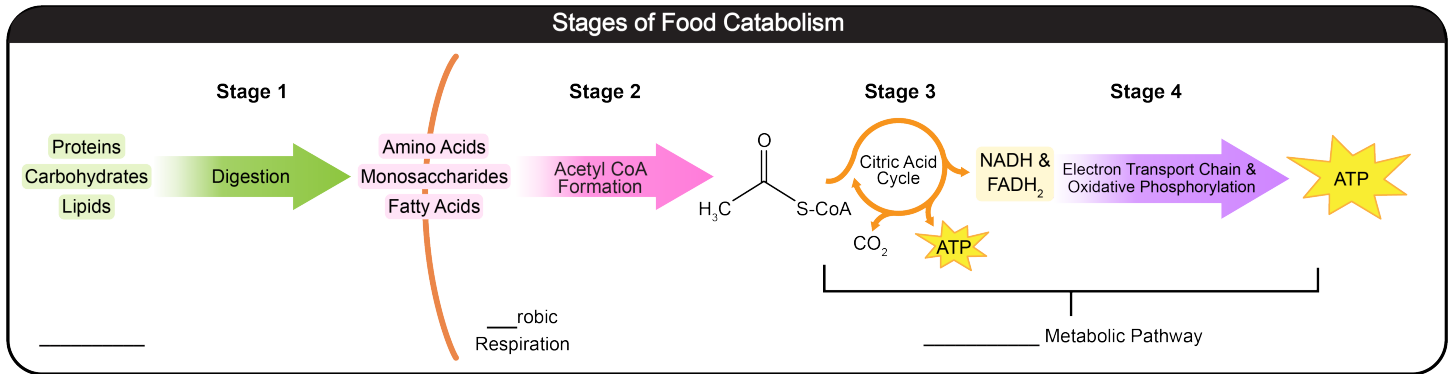 Stages of Food Catabolism
Stage 1
Stage 2
Stage 3
Stage 4
Proteins
Carbohydrates
Lipids
Digestion
Amino Acids
Monosaccharides
Fatty Acids
Acetyl CoA
Formation
O
H₃C
S-CoA
Citric Acid
Cycle
CO₂
ATP
NADH &
FADH₂
Electron Transport Chain &
Oxidative Phosphorylation
ATP
___________
___robic
Respiration
____________ Metabolic Pathway